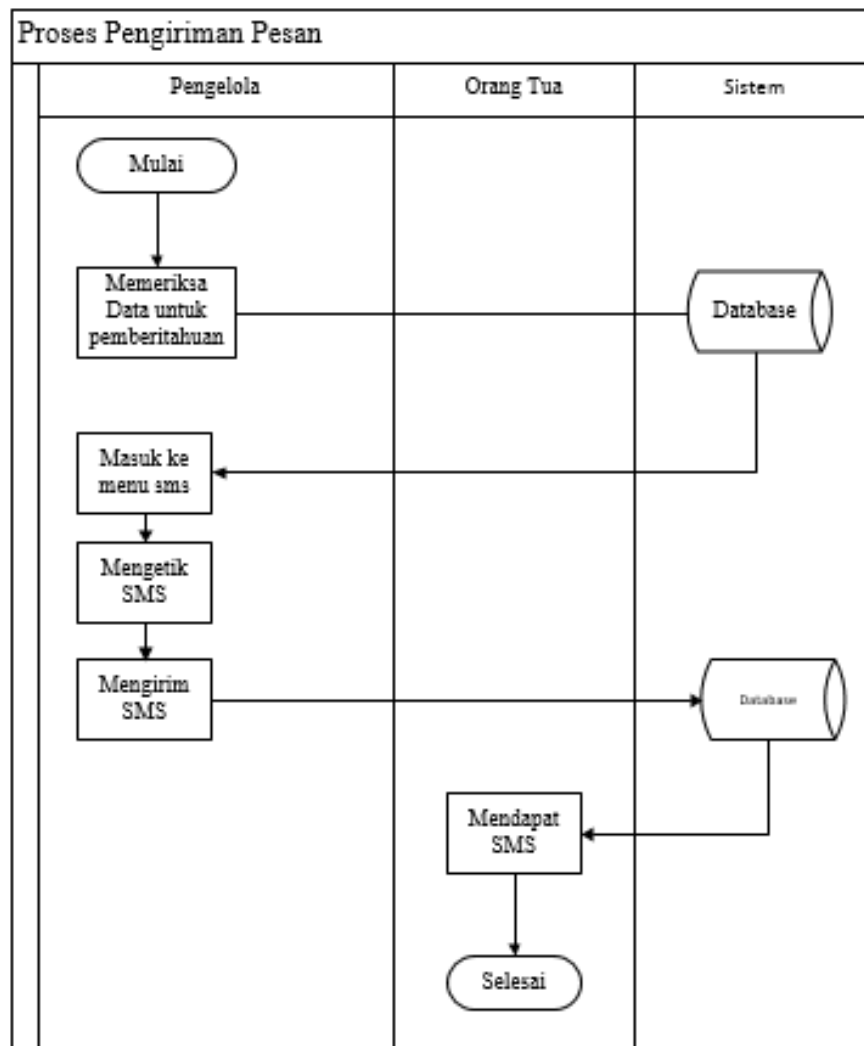 Proses Pengiriman Pesan
Pengelola
Orang Tua
Sistem
Mulai
Memeriksa
Data untuk
pemberitahuan
Database
Masuk ke
menu sms
Mengetik
SMS
Mengirim
SMS
Database
Mendapat
SMS
Selesai